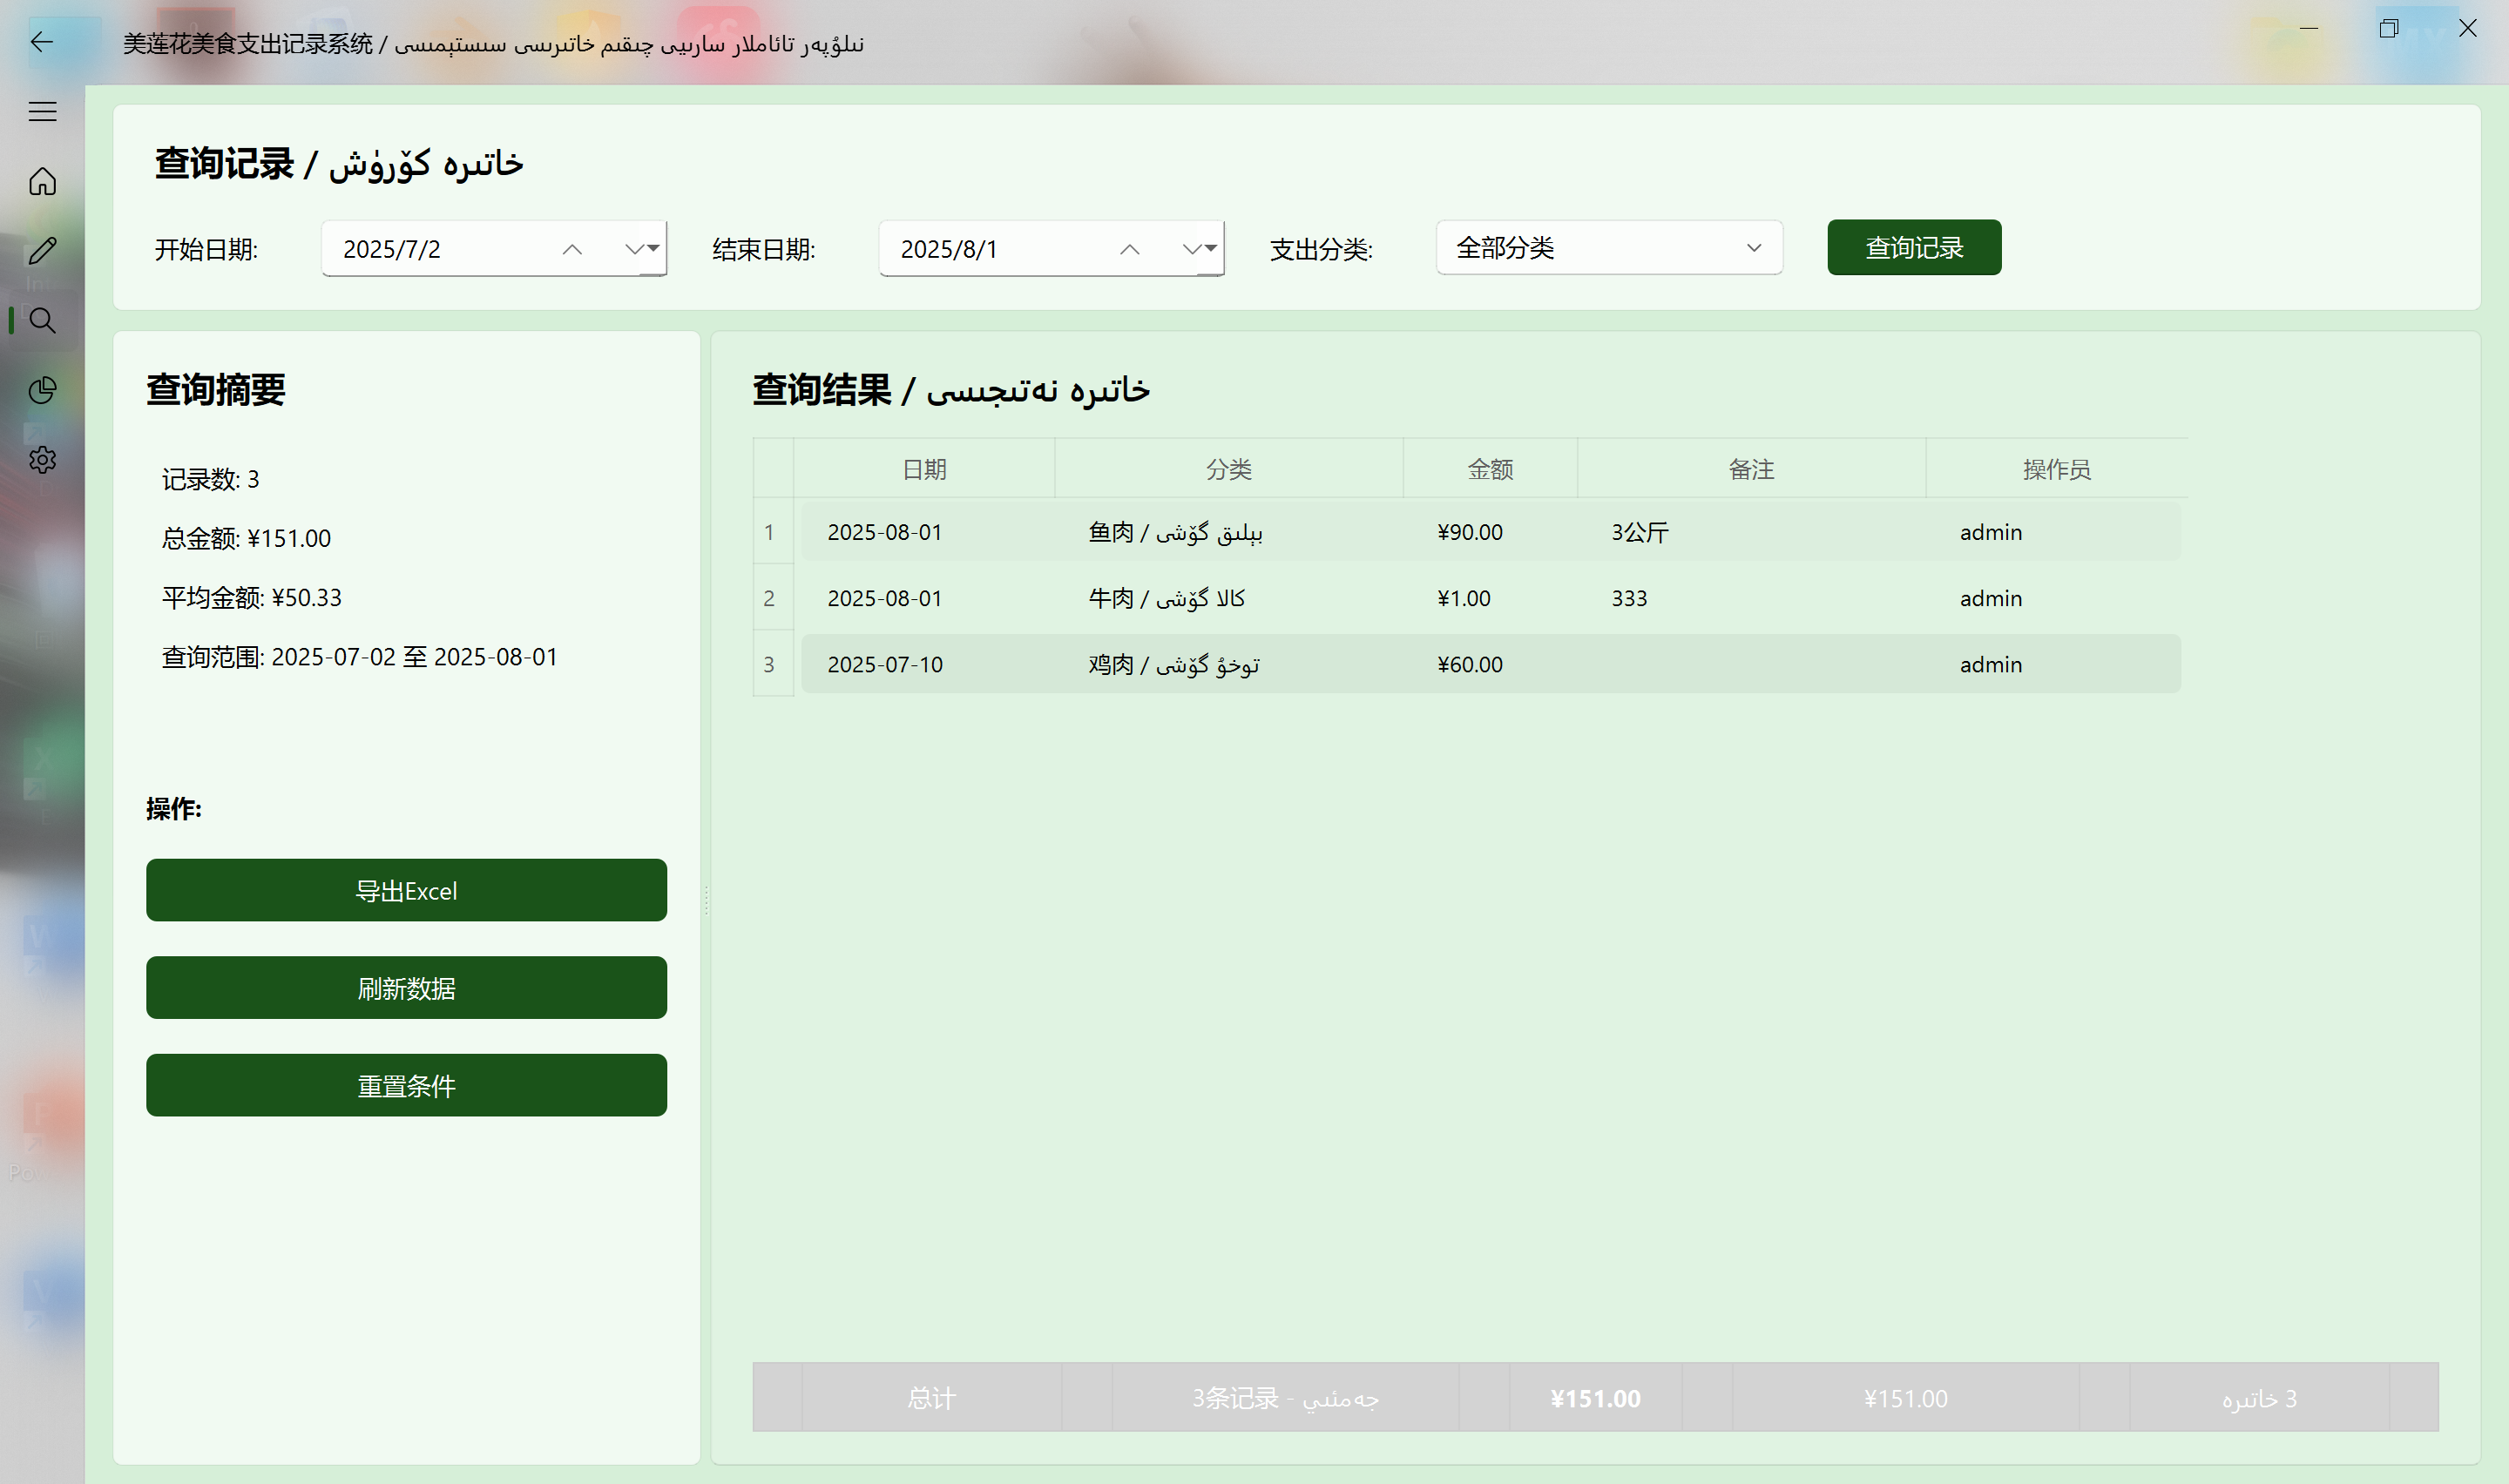 美莲花美食支出记录系统 / نىلۇپەر تائاملار سارىيى چىقىم خاتىرىسى سىستېمىسى
查询记录 / خاتىرە كۆرۈش
开始日期: 2025/7/2 结束日期: 2025/8/1 支出分类: 全部分类 查询记录
查询摘要
记录数: 3
总金额: ¥151.00
平均金额: ¥50.33
查询范围: 2025-07-02 至 2025-08-01
操作:
导出Excel
刷新数据
重置条件
查询结果 / خاتىرە نەتىجىسى
日期 分类 金额 备注 操作员
1 2025-08-01 鱼肉 / بېلىق گۆشى ¥90.00 3公斤 admin
2 2025-08-01 牛肉 / كالا گۆشى ¥1.00 333 admin
3 2025-07-10 鸡肉 / توخۇ گۆشى ¥60.00 admin
总计 3条记录 - جەمئىي ¥151.00 ¥151.00 3 خاتىرە